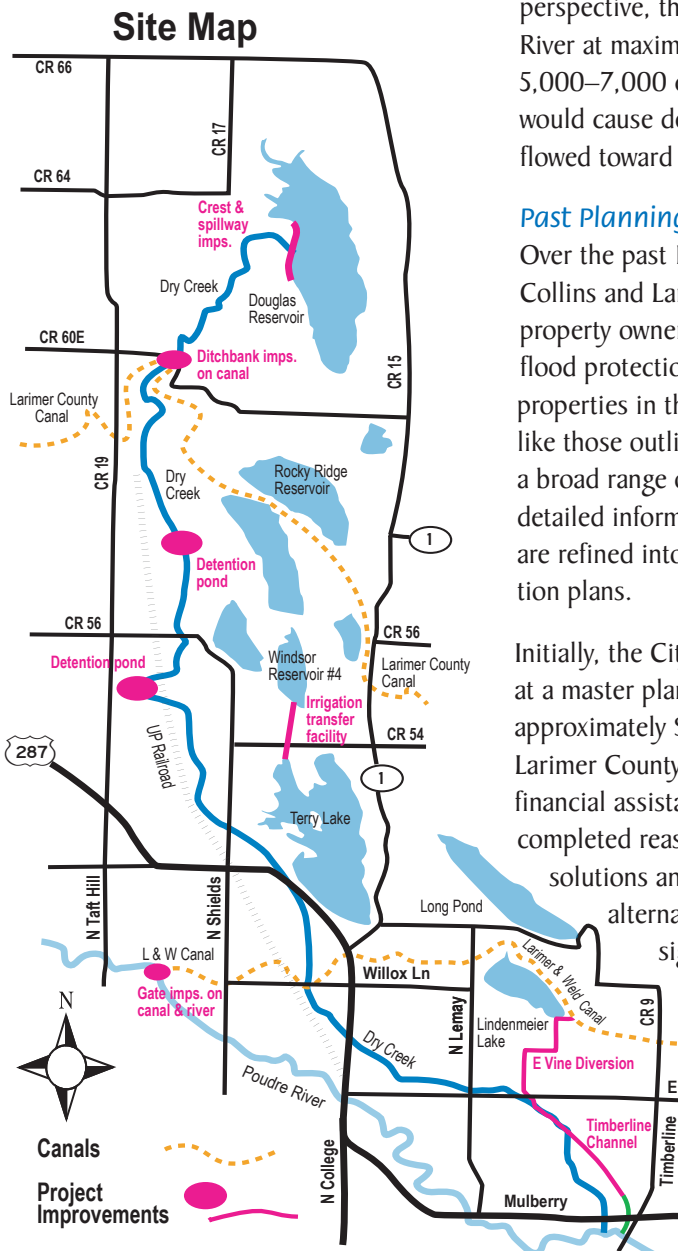 Site Map
CR 66
CR 17
CR 64
Crest &
spillway
imps.
Dry Creek
Douglas
Reservoir
CR 60E
Ditchbank imps.
on canal
CR 15
Larimer County
Canal
CR 19
Dry
Creek
Rocky Ridge
Reservoir
1
Detention
pond
CR 56
CR 56
Detention pond
Windsor
Reservoir #4
Larimer County
Canal
Irrigation
transfer
facility
CR 54
UP Railroad
287
1
Terry Lake
N Taft Hill
N Shields
Long Pond
L & W Canal
Willox Ln
Larimer & Weld Canal
Gate imps. on
canal & river
N Lemay
Lindenmeier
Lake
CR 9
N
Dry Creek
E Vine Diversion
E
Poudre River
Timberline
Channel
Timberline
Canals
N College
Mulberry
Project
Improvements
perspective, th
River at maxim
5,000–7,000
would cause de
flowed toward
Past Planning
Over the past
Collins and Lar
property owner
flood protectio
properties in th
like those outli
a broad range
detailed inform
are refined into
tion plans.
Initially, the Cit
at a master plan
approximately
Larimer County
financial assista
completed reas
solutions an
alterna
sig